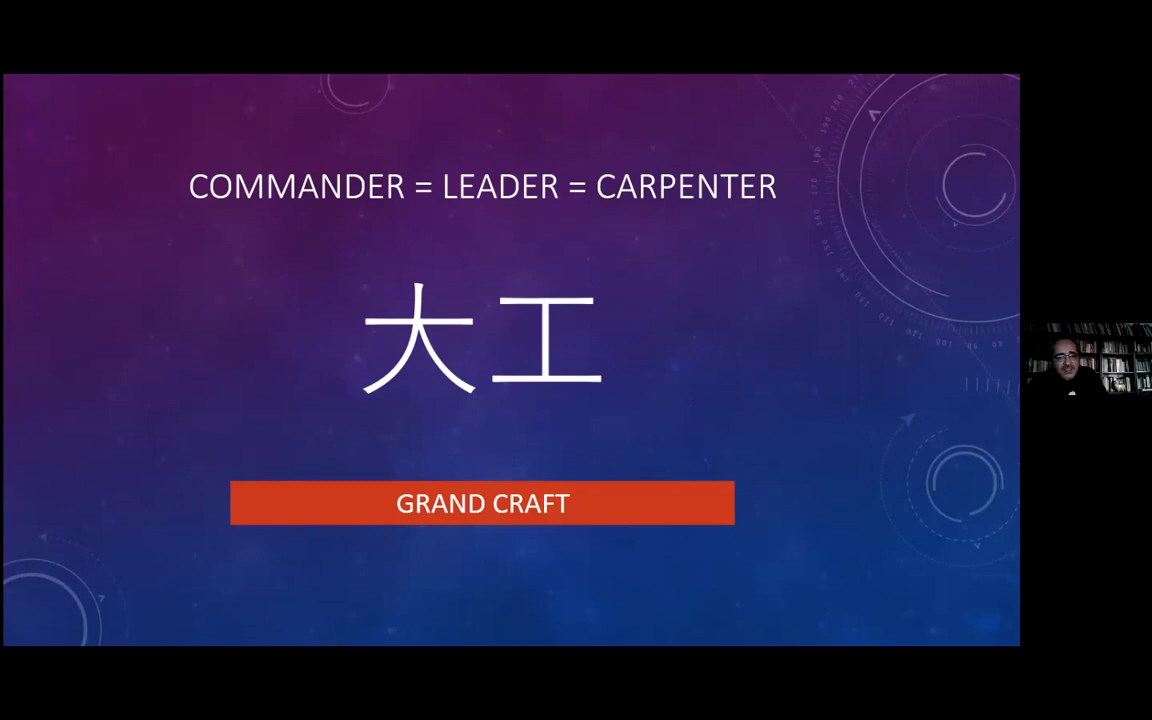 COMMANDER = LEADER = CARPENTER
大工
GRAND CRAFT